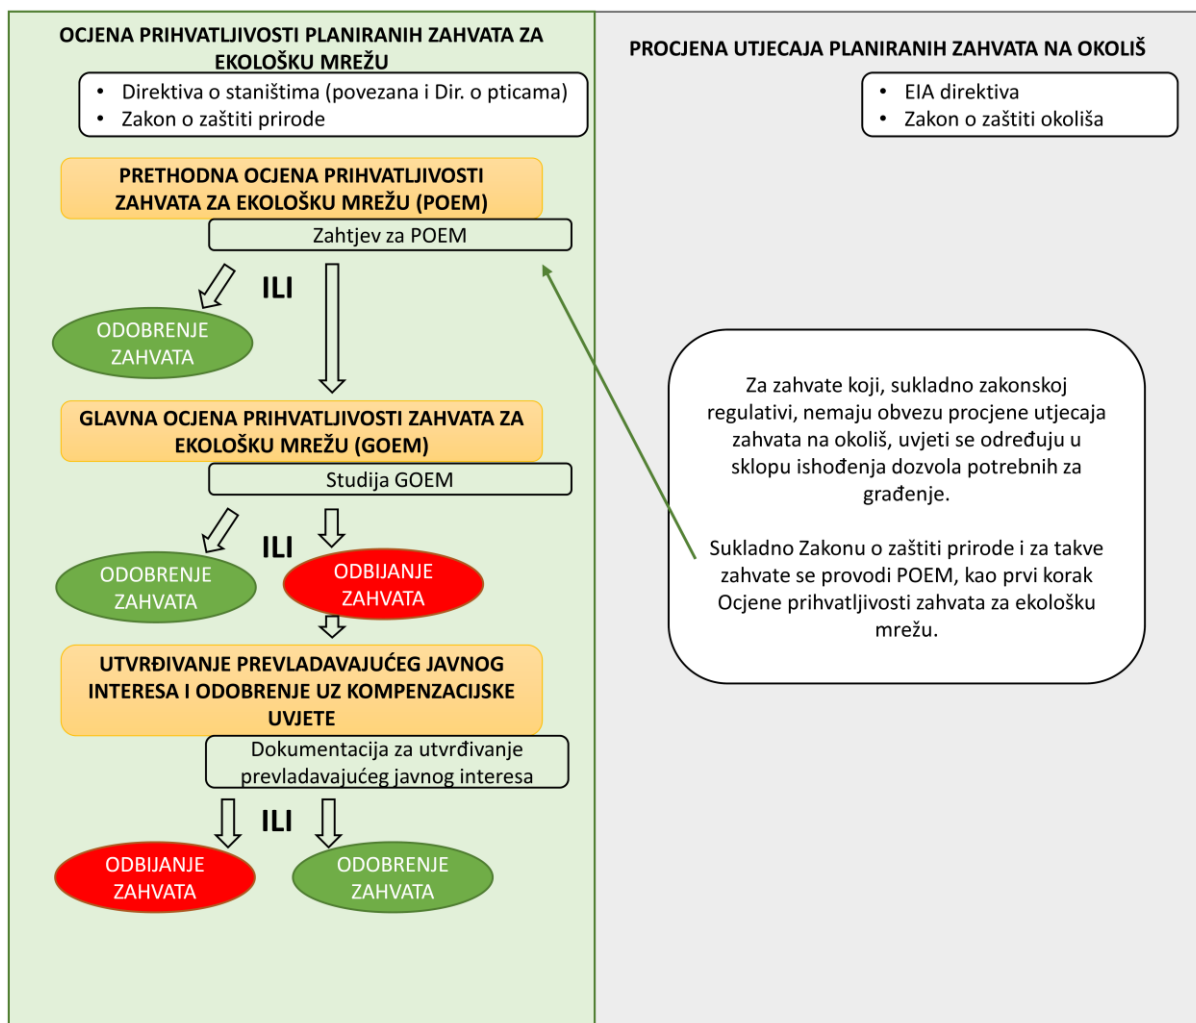 OCJENA PRIHVATLJIVOSTI PLANIRANIH ZAHVATA ZA
EKOLOŠKU MREŽU
• Direktiva o staništima (povezana i Dir. o pticama)
• Zakon o zaštiti prirode
PRETHODNA OCJENA PRIHVATLJIVOSTI
ZAHVATA ZA EKOLOŠKU MREŽU (POEM)
Zahtjev za POEM
ILI
ODOBRENJE
ZAHVATA
GLAVNA OCJENA PRIHVATLJIVOSTI ZAHVATA ZA
EKOLOŠKU MREŽU (GOEM)
Studija GOEM
ILI
ODOBRENJE
ZAHVATA
ODBIJANJE
ZAHVATA
UTVRĐIVANJE PREVLADAVAJUĆEG JAVNOG
INTERESA I ODOBRENJE UZ KOMPENZACIJSKE
UVJETE
Dokumentacija za utvrđivanje
prevladavajućeg javnog interesa
ILI
ODBIJANJE
ZAHVATA
ODOBRENJE
ZAHVATA
PROCJENA UTJECAJA PLANIRANIH ZAHVATA NA OKOLIŠ
• EIA direktiva
• Zakon o zaštiti okoliša
Za zahvate koji, sukladno zakonskoj
regulativi, nemaju obvezu procjene utjecaja
zahvata na okoliš, uvjeti se određuju u
sklopu ishođenja dozvola potrebnih za
građenje.
Sukladno Zakonu o zaštiti prirode i za takve
zahvate se provodi POEM, kao prvi korak
Ocjene prihvatljivosti zahvata za ekološku
mrežu.